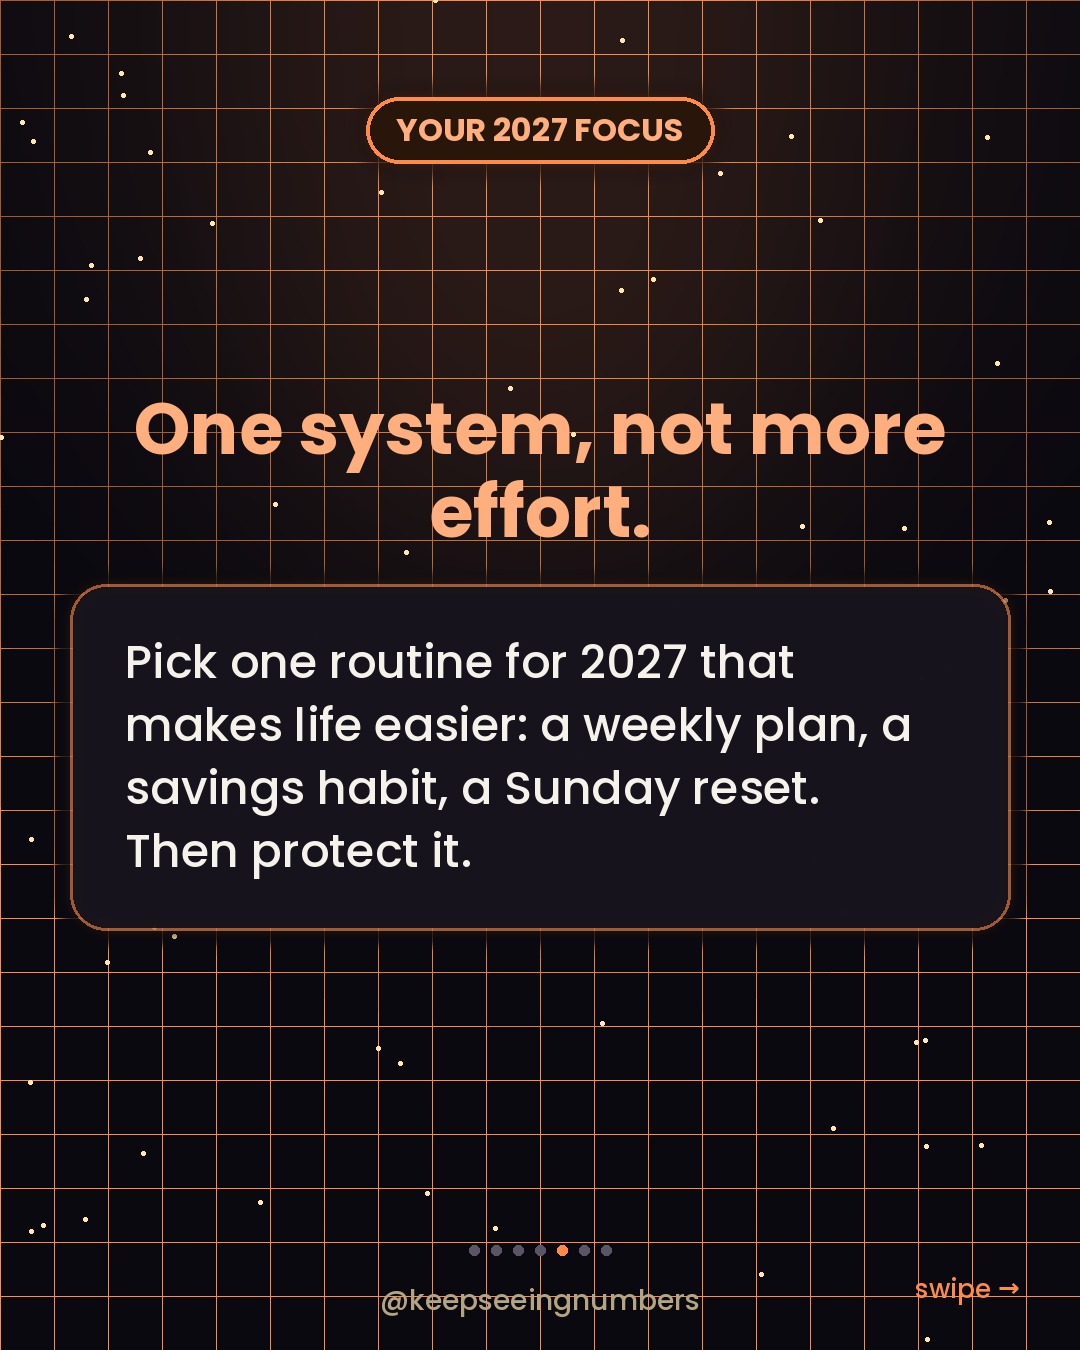 YOUR 2027 FOCUS
One system, not more
effort.
Pick one routine for 2027 that
makes life easier: a weekly plan, a
savings habit, a Sunday reset.
Then protect it.
@keepseeingnumbers
swipe →